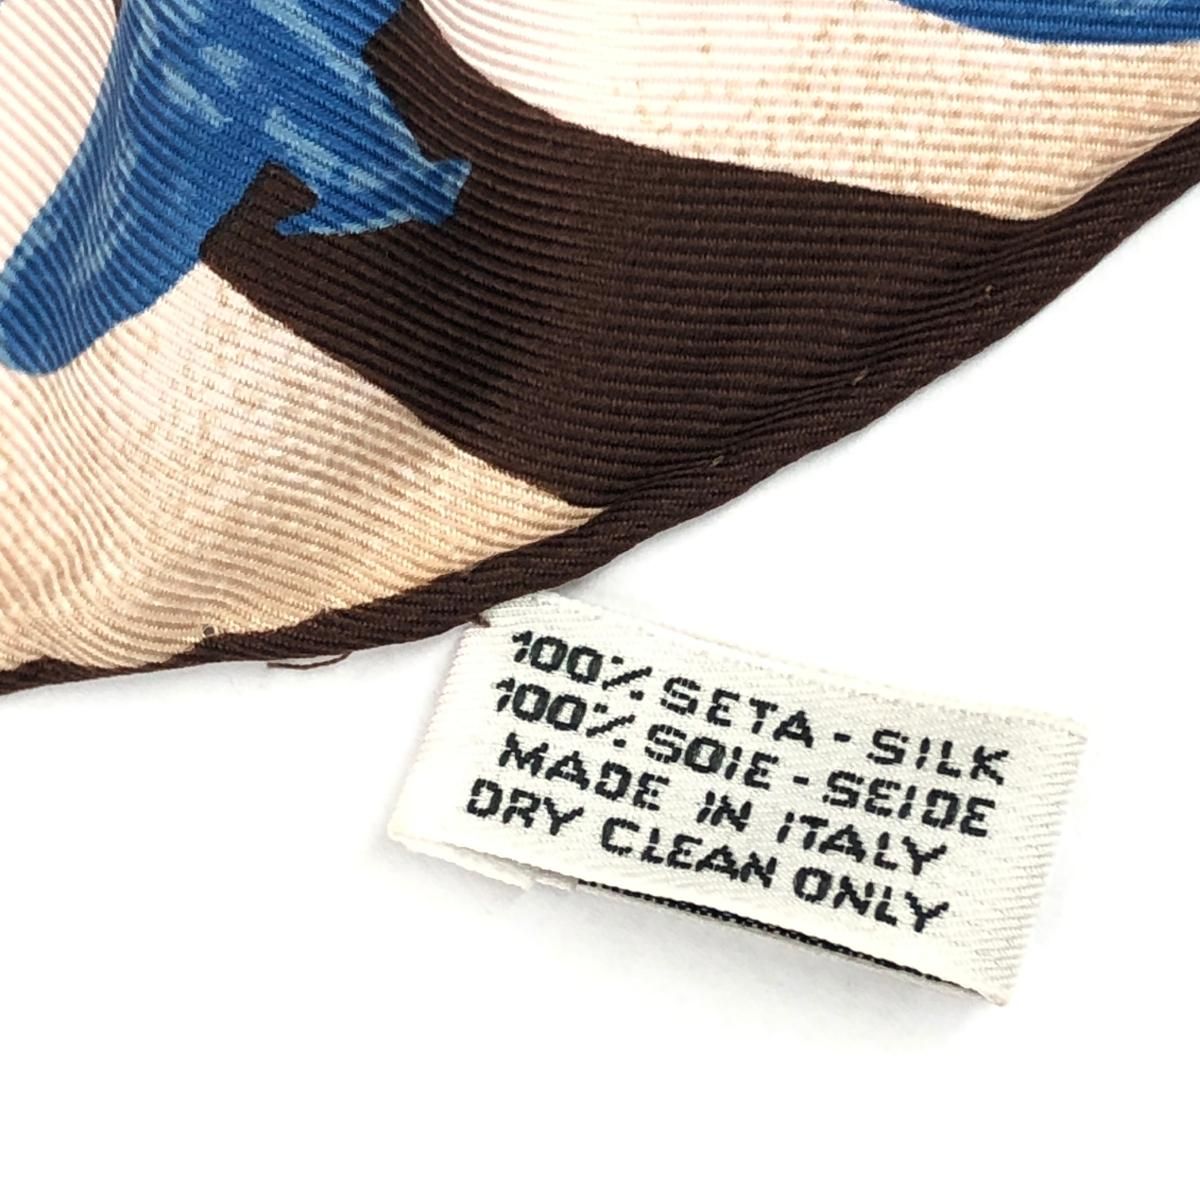 100% SETA - SILK
100% SOIE - SEIDE
MADE IN ITALY
DRY CLEAN ONLY